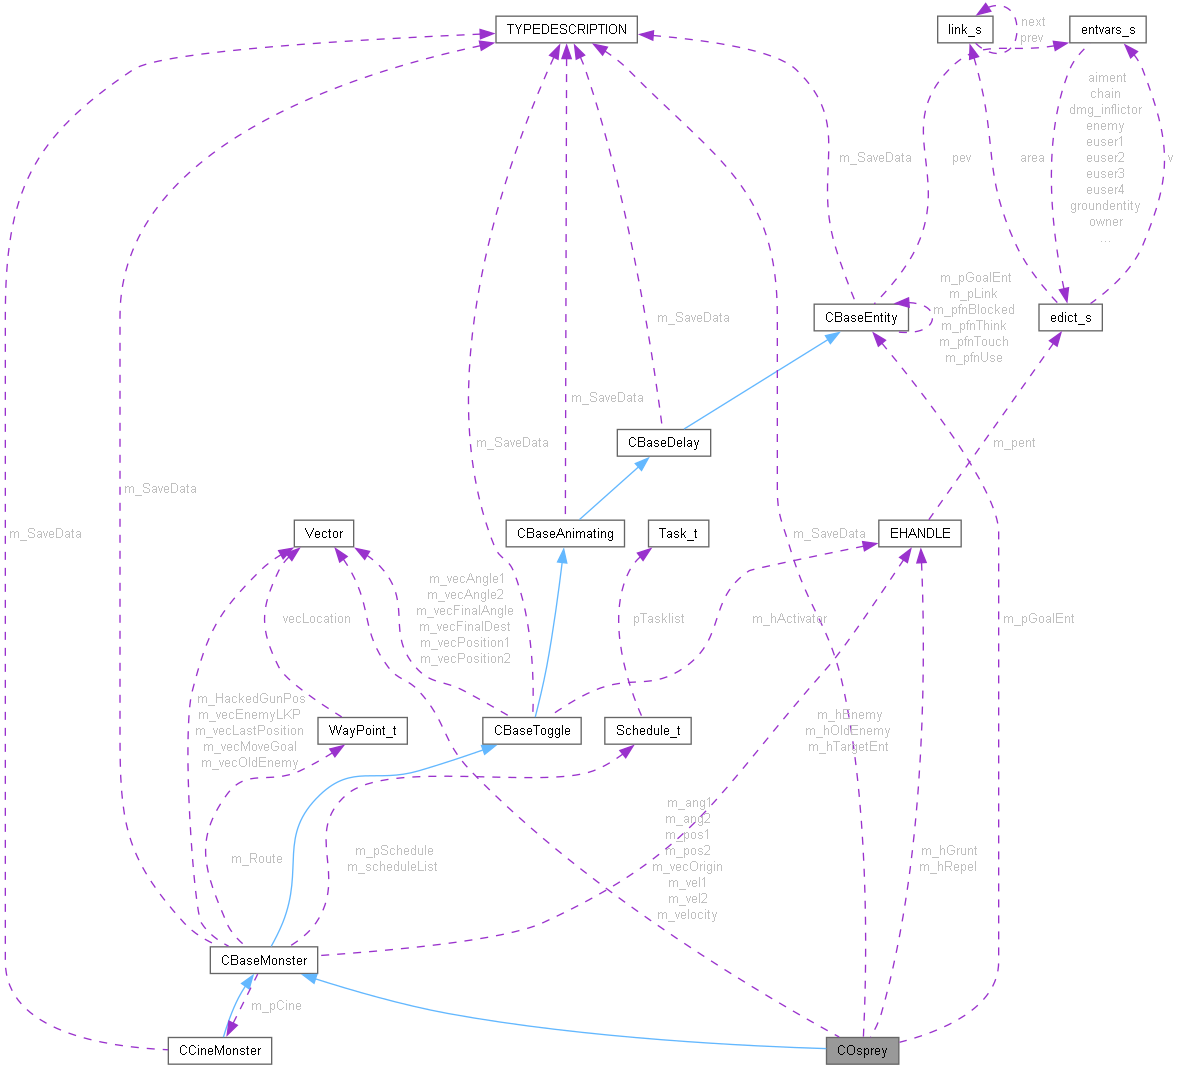 TYPEDESCRIPTION
link_s
next
prev
entvars_s
aiment
chain
dmg_inflictor
enemy
euser1
euser2
euser3
euser4
groundentity
owner
...
m_SaveData
pev
area
v
m_pGoalEnt
m_pLink
m_pfnBlocked
m_pfnThink
m_pfnTouch
m_pfnUse
CBaseEntity
edict_s
m_SaveData
m_SaveData
m_SaveData
CBaseDelay
m_pent
m_SaveData
m_SaveData
m_SaveData
Vector
CBaseAnimating
Task_t
EHANDLE
m_vecAngle1
m_vecAngle2
m_vecFinalAngle
m_vecFinalDest
m_vecPosition1
m_vecPosition2
vecLocation
pTasklist
m_hActivator
m_pGoalEnt
m_HackedGunPos
m_vecEnemyLKP
m_vecLastPosition
m_vecMoveGoal
m_vecOldEnemy
WayPoint_t
CBaseToggle
Schedule_t
m_hEnemy
m_hOldEnemy
m_hTargetEnt
m_ang1
m_ang2
m_pos1
m_pos2
m_vecOrigin
m_vel1
m_vel2
m_velocity
m_Route
m_pSchedule
m_scheduleList
m_hGrunt
m_hRepel
CBaseMonster
m_pCine
CCineMonster
COsprey